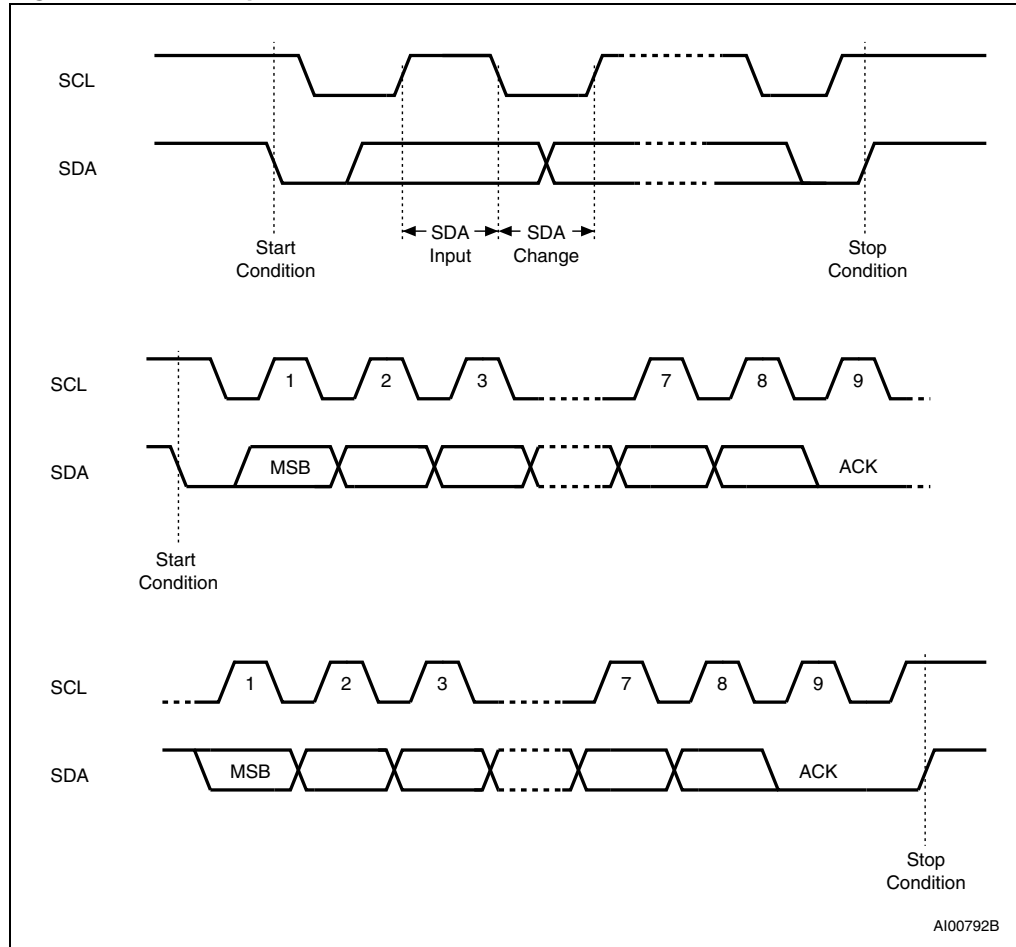 SCL
SDA
SDA
Input
SDA
Change
Start
Condition
Stop
Condition
SCL
1
2
3
7
8
9
SDA
MSB
ACK
Start
Condition
SCL
1
2
3
7
8
9
SDA
MSB
ACK
Stop
Condition
AI00792B